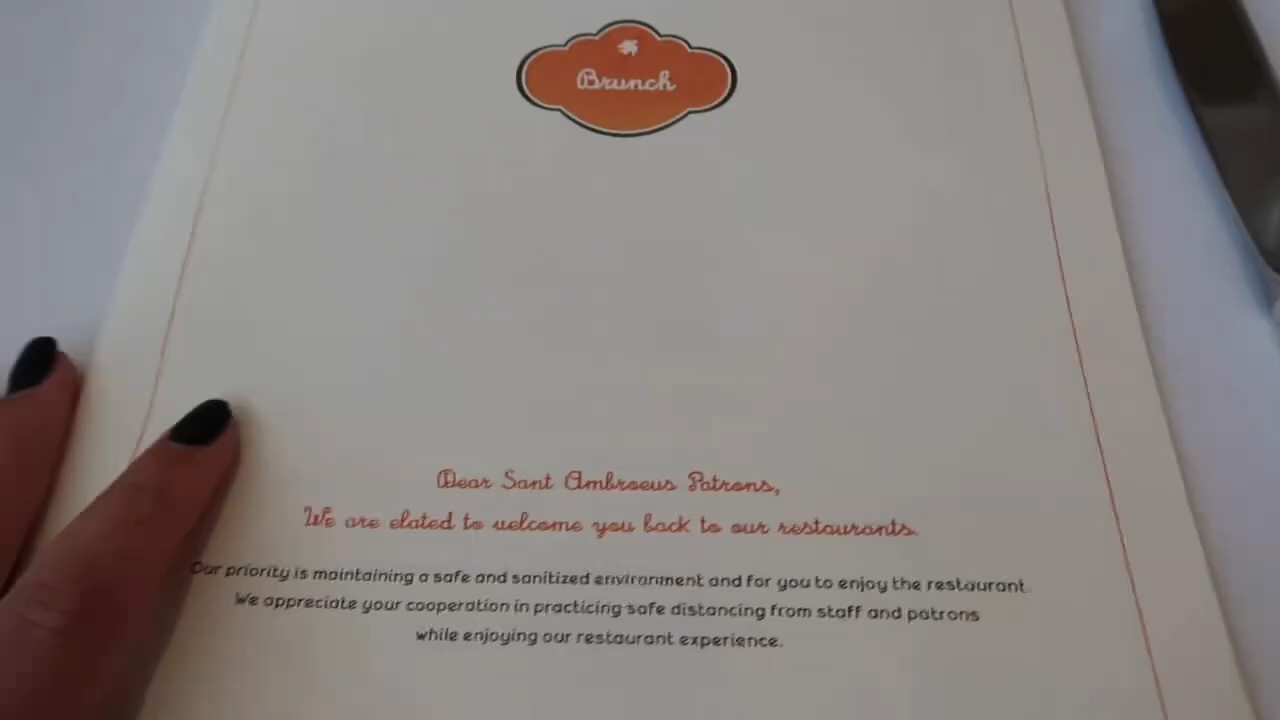 Brunch
Dear Sant Ambroeus Patrons,
We are elated to welcome you back to our restaurants.
Our priority is maintaining a safe and sanitized environment and for you to enjoy the restaurant.
We appreciate your cooperation in practicing safe distancing from staff and patrons
while enjoying our restaurant experience.